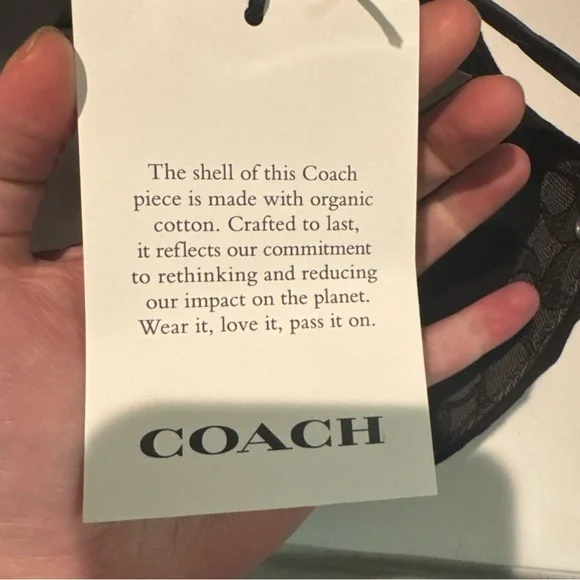 The shell of this Coach
piece is made with organic
cotton. Crafted to last,
it reflects our commitment
to rethinking and reducing
our impact on the planet.
Wear it, love it, pass it on.
COACH